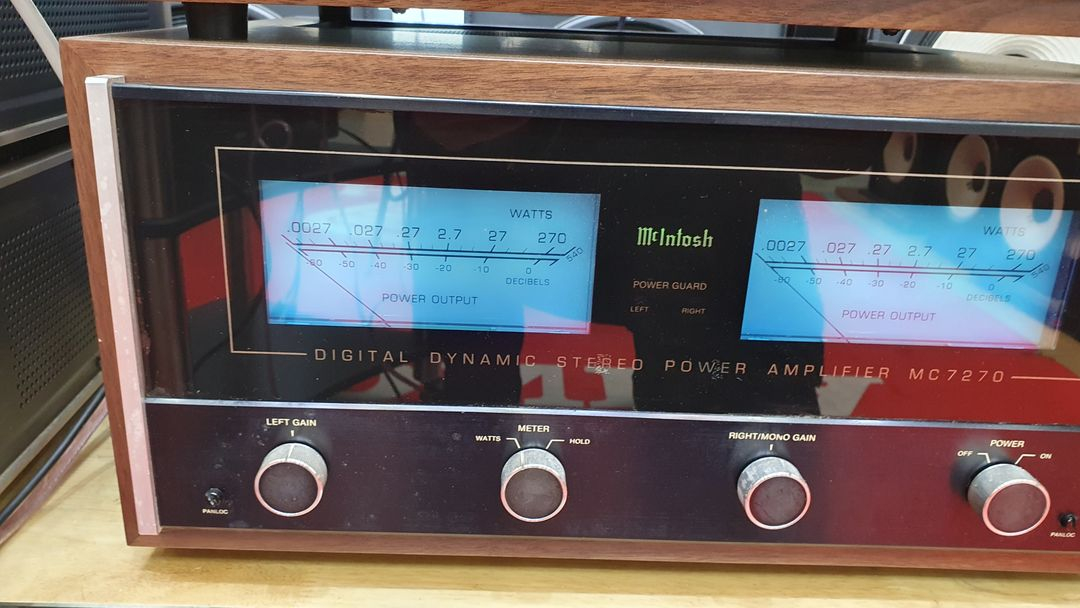 WATTS
.0027 .027 .27 2.7 27 270 540
-60 -50 -40 -30 -20 -10 0
DECIBELS
POWER OUTPUT
McIntosh
POWER GUARD
LEFT RIGHT
WATTS
.0027 .027 .27 2.7 27 270 540
-60 -50 -40 -30 -20 -10 0
DECIBELS
POWER OUTPUT
DIGITAL DYNAMIC STEREO POWER AMPLIFIER MC7270
LEFT GAIN
METER
WATTS HOLD
RIGHT/MONO GAIN
POWER
OFF ON
PANLOC
PANLOC